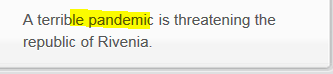 A terrible pandemic is threatening the
republic of Rivenia.